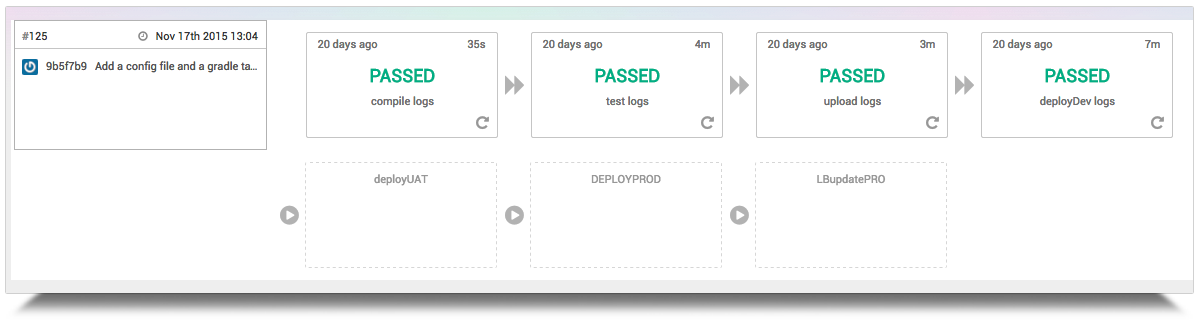 #125 Nov 17th 2015 13:04
9b5f7b9 Add a config file and a gradle ta...
20 days ago 35s
PASSED
compile logs
20 days ago 4m
PASSED
test logs
20 days ago 3m
PASSED
upload logs
20 days ago 7m
PASSED
deployDev logs
deployUAT
DEPLOYPROD
LBupdatePRO